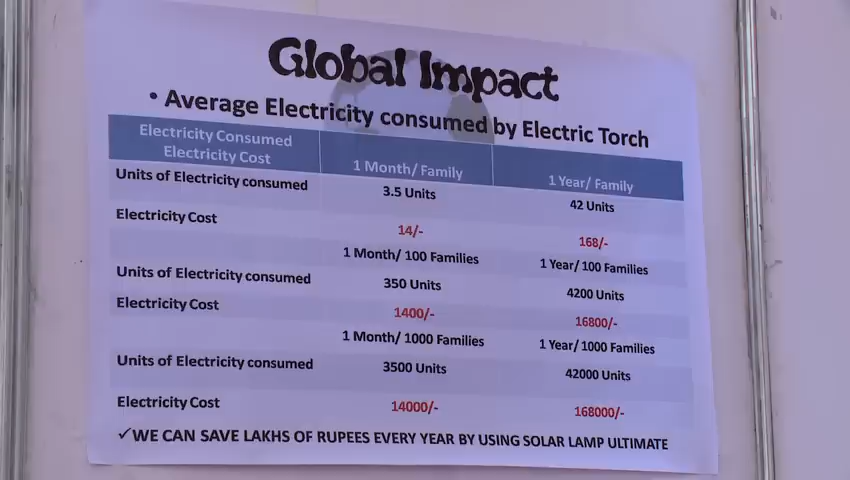 Global Impact
• Average Electricity consumed by Electric Torch
Electricity Consumed
Electricity Cost 1 Month/ Family 1 Year/ Family
Units of Electricity consumed 3.5 Units 42 Units
Electricity Cost 14/- 168/-
1 Month/ 100 Families 1 Year/ 100 Families
Units of Electricity consumed 350 Units 4200 Units
Electricity Cost 1400/- 16800/-
1 Month/ 1000 Families 1 Year/ 1000 Families
Units of Electricity consumed 3500 Units 42000 Units
Electricity Cost 14000/- 168000/-
✓WE CAN SAVE LAKHS OF RUPEES EVERY YEAR BY USING SOLAR LAMP ULTIMATE